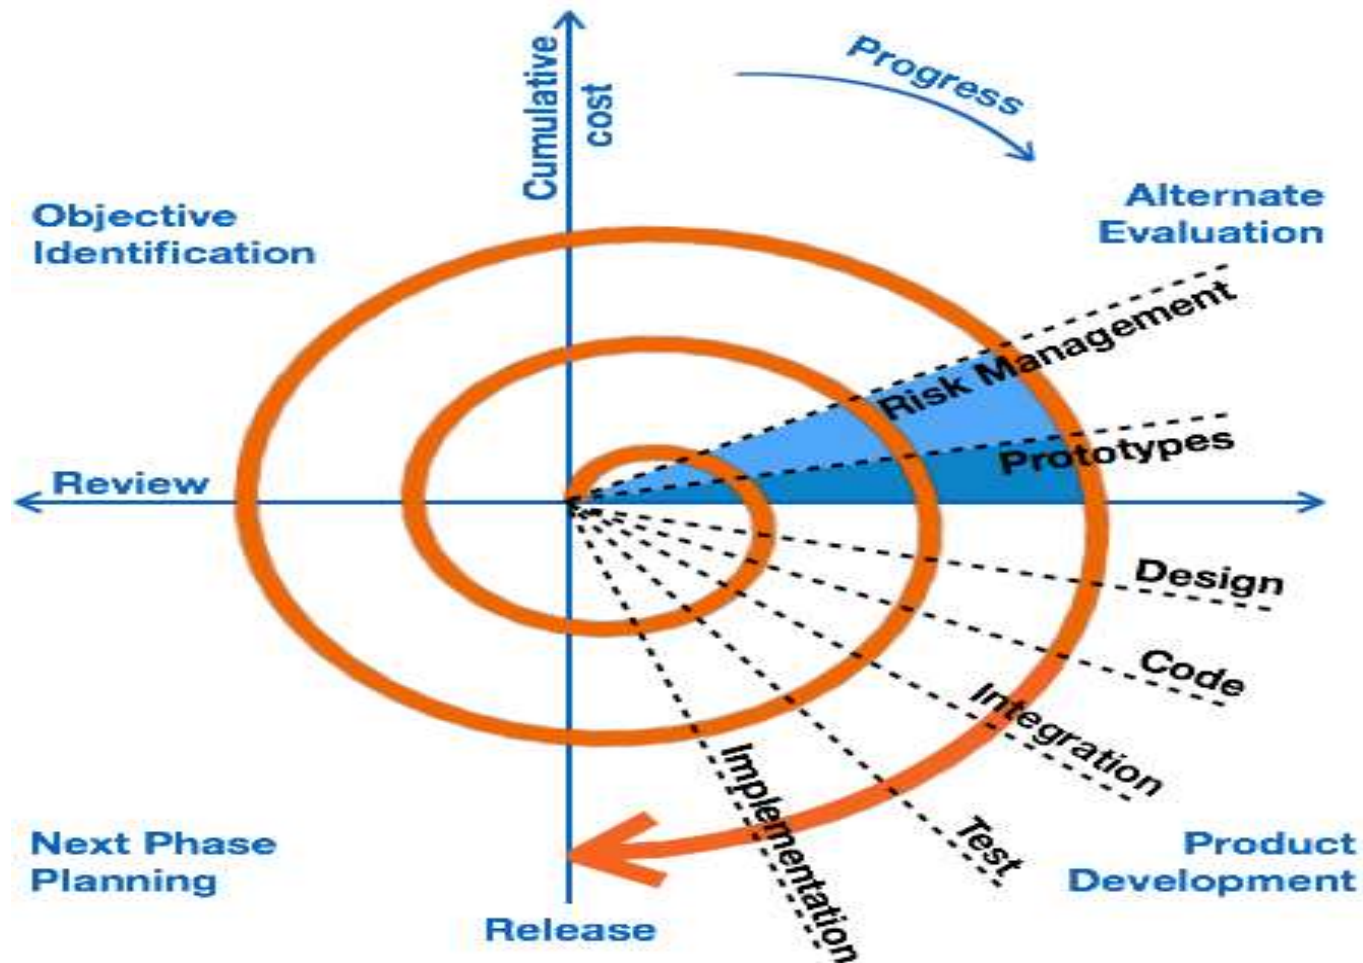 Cumulative
cost
Progress
Objective
Identification
Alternate
Evaluation
Risk Management
Prototypes
Review
Design
Code
Integration
Test
Implementation
Next Phase
Planning
Product
Development
Release